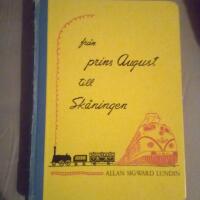 från
prins August
till
Skåningen
ALLAN SIGWARD LUNDIN